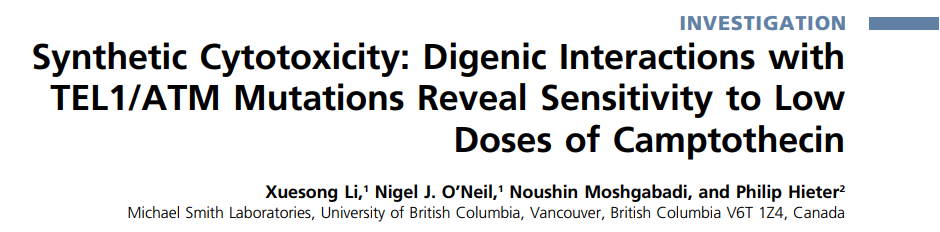 INVESTIGATION
Synthetic Cytotoxicity: Digenic Interactions with
TEL1/ATM Mutations Reveal Sensitivity to Low
Doses of Camptothecin
Xuesong Li,¹ Nigel J. O’Neil,¹ Noushin Moshgabadi, and Philip Hieter²
Michael Smith Laboratories, University of British Columbia, Vancouver, British Columbia V6T 1Z4, Canada